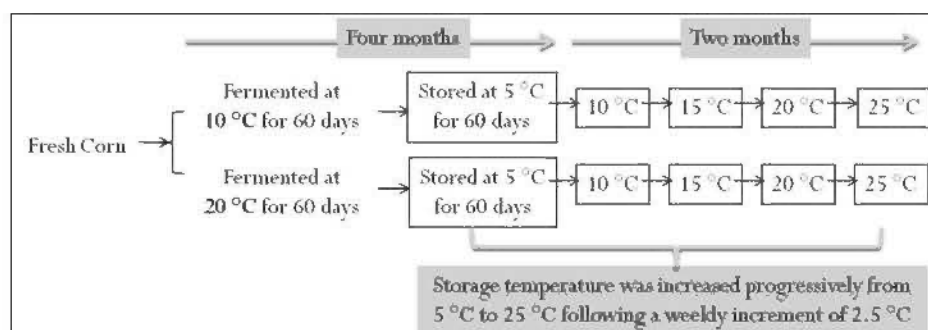 Four months
Two months
Fresh Corn
Fermented at
10 °C for 60 days
Stored at 5 °C
for 60 days
10 °C
15 °C
20 °C
25 °C
Fermented at
20 °C for 60 days
Stored at 5 °C
for 60 days
10 °C
15 °C
20 °C
25 °C
Storage temperature was increased progressively from
5 °C to 25 °C following a weekly increment of 2.5 °C